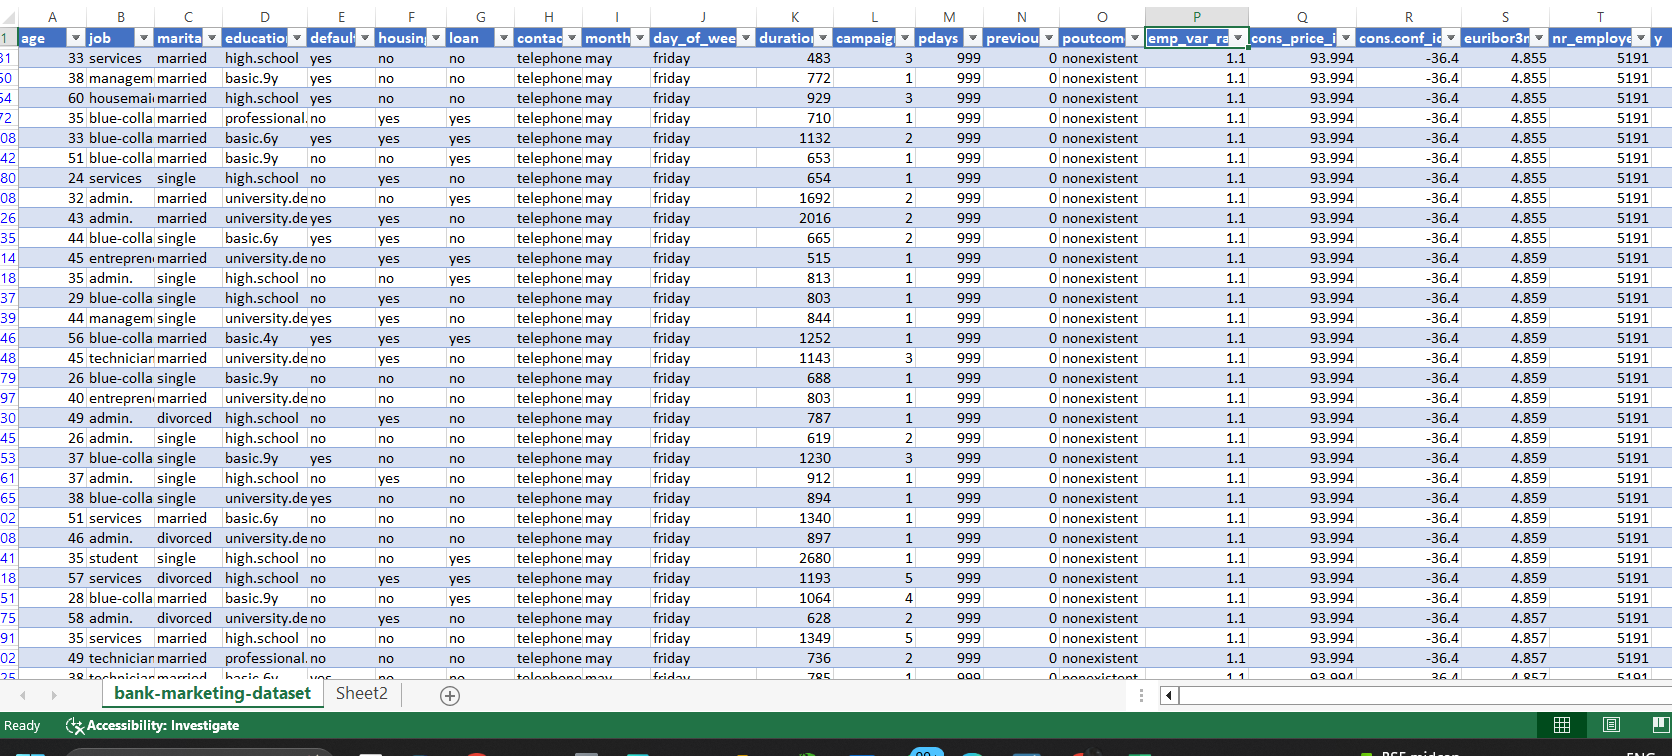 A B C D E F G H I J K L M N O P Q R S T
1 age job marita educatio defaul housin loan contac month day_of_wee duratio campaig pdays previou poutcom emp_var_ra cons_price_i cons.conf_i euribor3r nr_employe y
31 33 services married high.school yes no no telephone may friday 483 3 999 0 nonexistent 1.1 93.994 -36.4 4.855 5191
50 38 managem married basic.9y yes no no telephone may friday 772 1 999 0 nonexistent 1.1 93.994 -36.4 4.855 5191
54 60 housemai married high.school yes no no telephone may friday 929 3 999 0 nonexistent 1.1 93.994 -36.4 4.855 5191
72 35 blue-colla married professional. no yes yes telephone may friday 710 1 999 0 nonexistent 1.1 93.994 -36.4 4.855 5191
08 33 blue-colla married basic.6y yes yes yes telephone may friday 1132 2 999 0 nonexistent 1.1 93.994 -36.4 4.855 5191
42 51 blue-colla married basic.9y no no yes telephone may friday 653 1 999 0 nonexistent 1.1 93.994 -36.4 4.855 5191
80 24 services single high.school no yes no telephone may friday 654 1 999 0 nonexistent 1.1 93.994 -36.4 4.855 5191
08 32 admin. married university.de no no yes telephone may friday 1692 2 999 0 nonexistent 1.1 93.994 -36.4 4.855 5191
26 43 admin. married university.de yes yes no telephone may friday 2016 2 999 0 nonexistent 1.1 93.994 -36.4 4.855 5191
35 44 blue-colla single basic.6y yes yes no telephone may friday 665 2 999 0 nonexistent 1.1 93.994 -36.4 4.855 5191
14 45 entrepren married university.de no yes yes telephone may friday 515 1 999 0 nonexistent 1.1 93.994 -36.4 4.859 5191
18 35 admin. single high.school no no yes telephone may friday 813 1 999 0 nonexistent 1.1 93.994 -36.4 4.859 5191
37 29 blue-colla single high.school no yes no telephone may friday 803 1 999 0 nonexistent 1.1 93.994 -36.4 4.859 5191
39 44 managem single university.de yes yes no telephone may friday 844 1 999 0 nonexistent 1.1 93.994 -36.4 4.859 5191
46 56 blue-colla married basic.4y yes yes yes telephone may friday 1252 1 999 0 nonexistent 1.1 93.994 -36.4 4.859 5191
48 45 technician married university.de no yes no telephone may friday 1143 3 999 0 nonexistent 1.1 93.994 -36.4 4.859 5191
79 26 blue-colla single basic.9y no no no telephone may friday 688 1 999 0 nonexistent 1.1 93.994 -36.4 4.859 5191
97 40 entrepren married university.de no no no telephone may friday 803 1 999 0 nonexistent 1.1 93.994 -36.4 4.859 5191
30 49 admin. divorced high.school no yes no telephone may friday 787 1 999 0 nonexistent 1.1 93.994 -36.4 4.859 5191
45 26 admin. single high.school no no no telephone may friday 619 2 999 0 nonexistent 1.1 93.994 -36.4 4.859 5191
53 37 blue-colla single basic.9y yes no no telephone may friday 1230 3 999 0 nonexistent 1.1 93.994 -36.4 4.859 5191
61 37 admin. single high.school no yes no telephone may friday 912 1 999 0 nonexistent 1.1 93.994 -36.4 4.859 5191
65 38 blue-colla single university.de yes no no telephone may friday 894 1 999 0 nonexistent 1.1 93.994 -36.4 4.859 5191
02 51 services married basic.6y no no no telephone may friday 1340 1 999 0 nonexistent 1.1 93.994 -36.4 4.859 5191
08 46 admin. divorced university.de no no no telephone may friday 897 1 999 0 nonexistent 1.1 93.994 -36.4 4.859 5191
41 35 student single high.school no no yes telephone may friday 2680 1 999 0 nonexistent 1.1 93.994 -36.4 4.859 5191
18 57 services divorced high.school no yes yes telephone may friday 1193 5 999 0 nonexistent 1.1 93.994 -36.4 4.859 5191
51 28 blue-colla married basic.9y no no yes telephone may friday 1064 4 999 0 nonexistent 1.1 93.994 -36.4 4.859 5191
75 58 admin. divorced university.de no yes no telephone may friday 628 2 999 0 nonexistent 1.1 93.994 -36.4 4.857 5191
91 35 services married high.school no no no telephone may friday 1349 5 999 0 nonexistent 1.1 93.994 -36.4 4.857 5191
02 49 technician married professional. no no no telephone may friday 736 2 999 0 nonexistent 1.1 93.994 -36.4 4.857 5191
25 38 technician married basic.6y yes no no telephone may friday 785 1 999 0 nonexistent 1.1 93.994 -36.4 4.857 5191
bank-marketing-dataset Sheet2
Ready Accessibility: Investigate